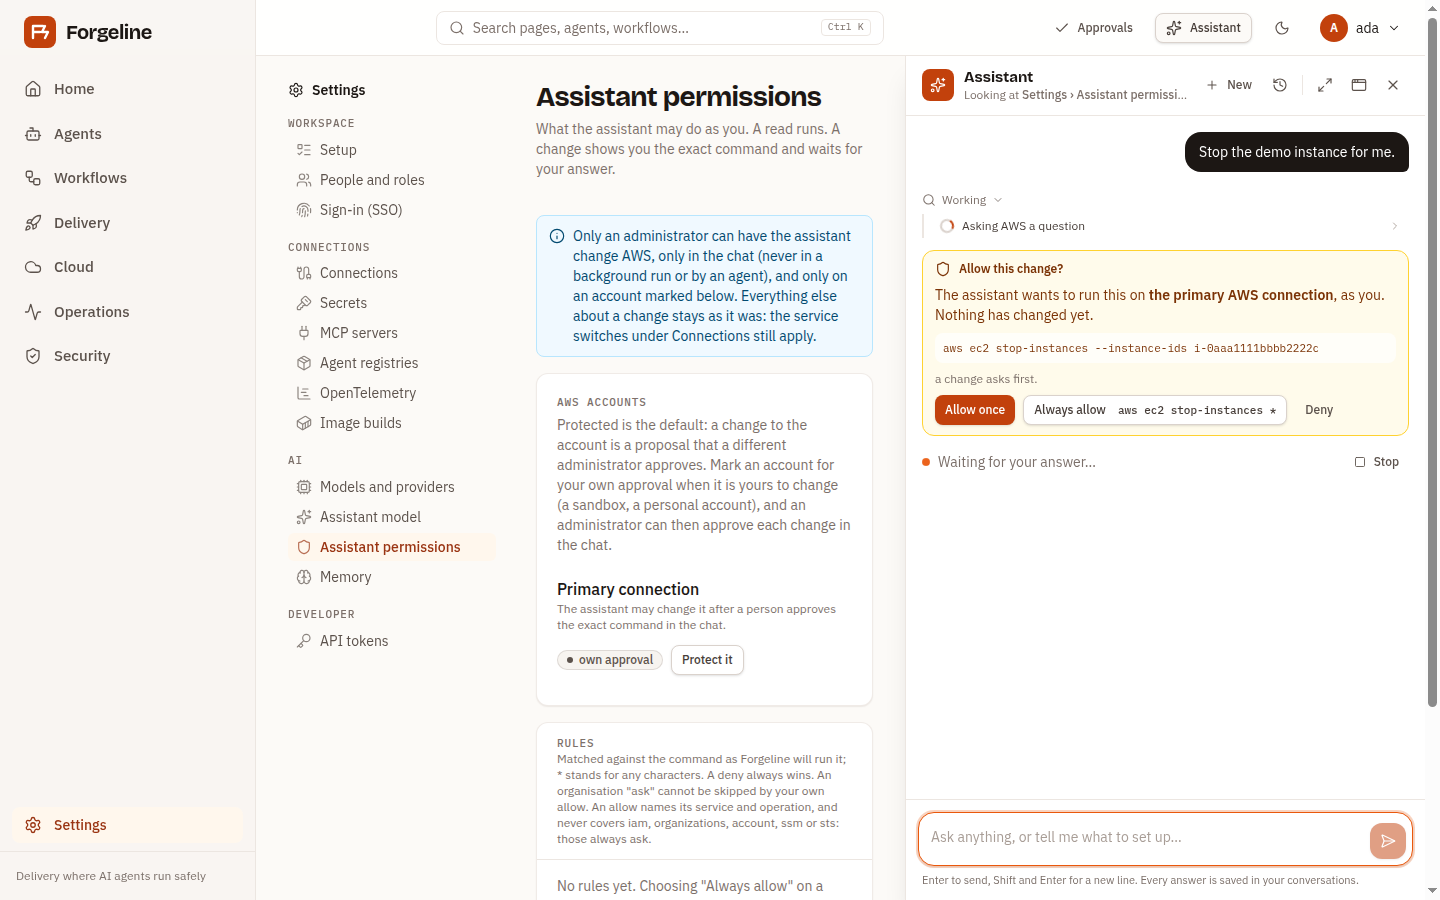 Forgeline
Search pages, agents, workflows...
Ctrl K
Approvals
Assistant
A
ada
Home
Agents
Workflows
Delivery
Cloud
Operations
Security
Settings
Delivery where AI agents run safely
Settings
WORKSPACE
Setup
People and roles
Sign-in (SSO)
CONNECTIONS
Connections
Secrets
MCP servers
Agent registries
OpenTelemetry
Image builds
AI
Models and providers
Assistant model
Assistant permissions
Memory
DEVELOPER
API tokens
Assistant permissions
What the assistant may do as you. A read runs. A
change shows you the exact command and waits for
your answer.
Only an administrator can have the assistant
change AWS, only in the chat (never in a
background run or by an agent), and only on
an account marked below. Everything else
about a change stays as it was: the service
switches under Connections still apply.
AWS ACCOUNTS
Protected is the default: a change to the
account is a proposal that a different
administrator approves. Mark an account for
your own approval when it is yours to change
(a sandbox, a personal account), and an
administrator can then approve each change in
the chat.
Primary connection
The assistant may change it after a person approves
the exact command in the chat.
own approval
Protect it
RULES
Matched against the command as Forgeline will run it;
* stands for any characters. A deny always wins. An
organisation "ask" cannot be skipped by your own
allow. An allow names its service and operation, and
never covers iam, organizations, account, ssm or sts:
those always ask.
No rules yet. Choosing "Always allow" on a
Assistant
Looking at Settings › Assistant permissi...
New
Stop the demo instance for me.
Working
Asking AWS a question
Allow this change?
The assistant wants to run this on the primary AWS connection, as you.
Nothing has changed yet.
aws ec2 stop-instances --instance-ids i-0aaa1111bbbb2222c
a change asks first.
Allow once
Always allow aws ec2 stop-instances *
Deny
Waiting for your answer...
Stop
Ask anything, or tell me what to set up...
Enter to send, Shift and Enter for a new line. Every answer is saved in your conversations.